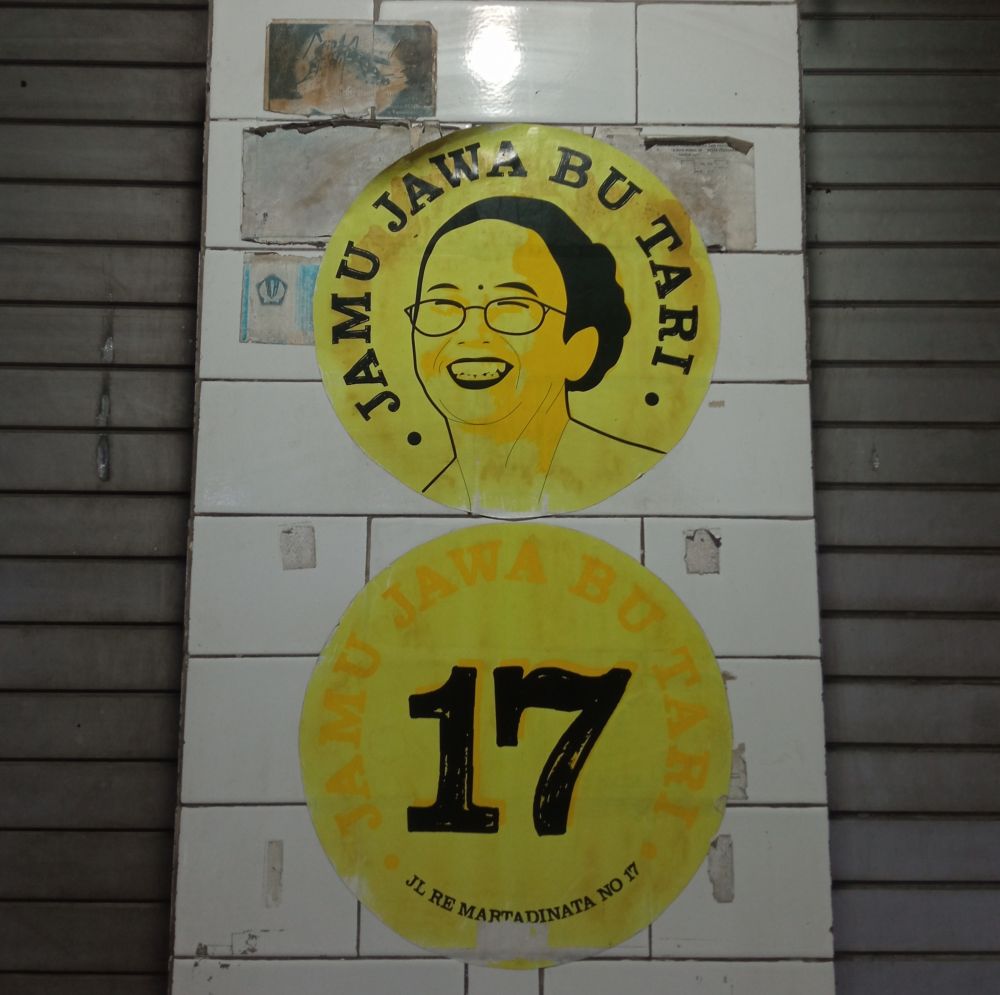 JAMU JAWA BU TARI
JAMU JAWA BU TARI
17
JL RE MARTADINATA NO 17